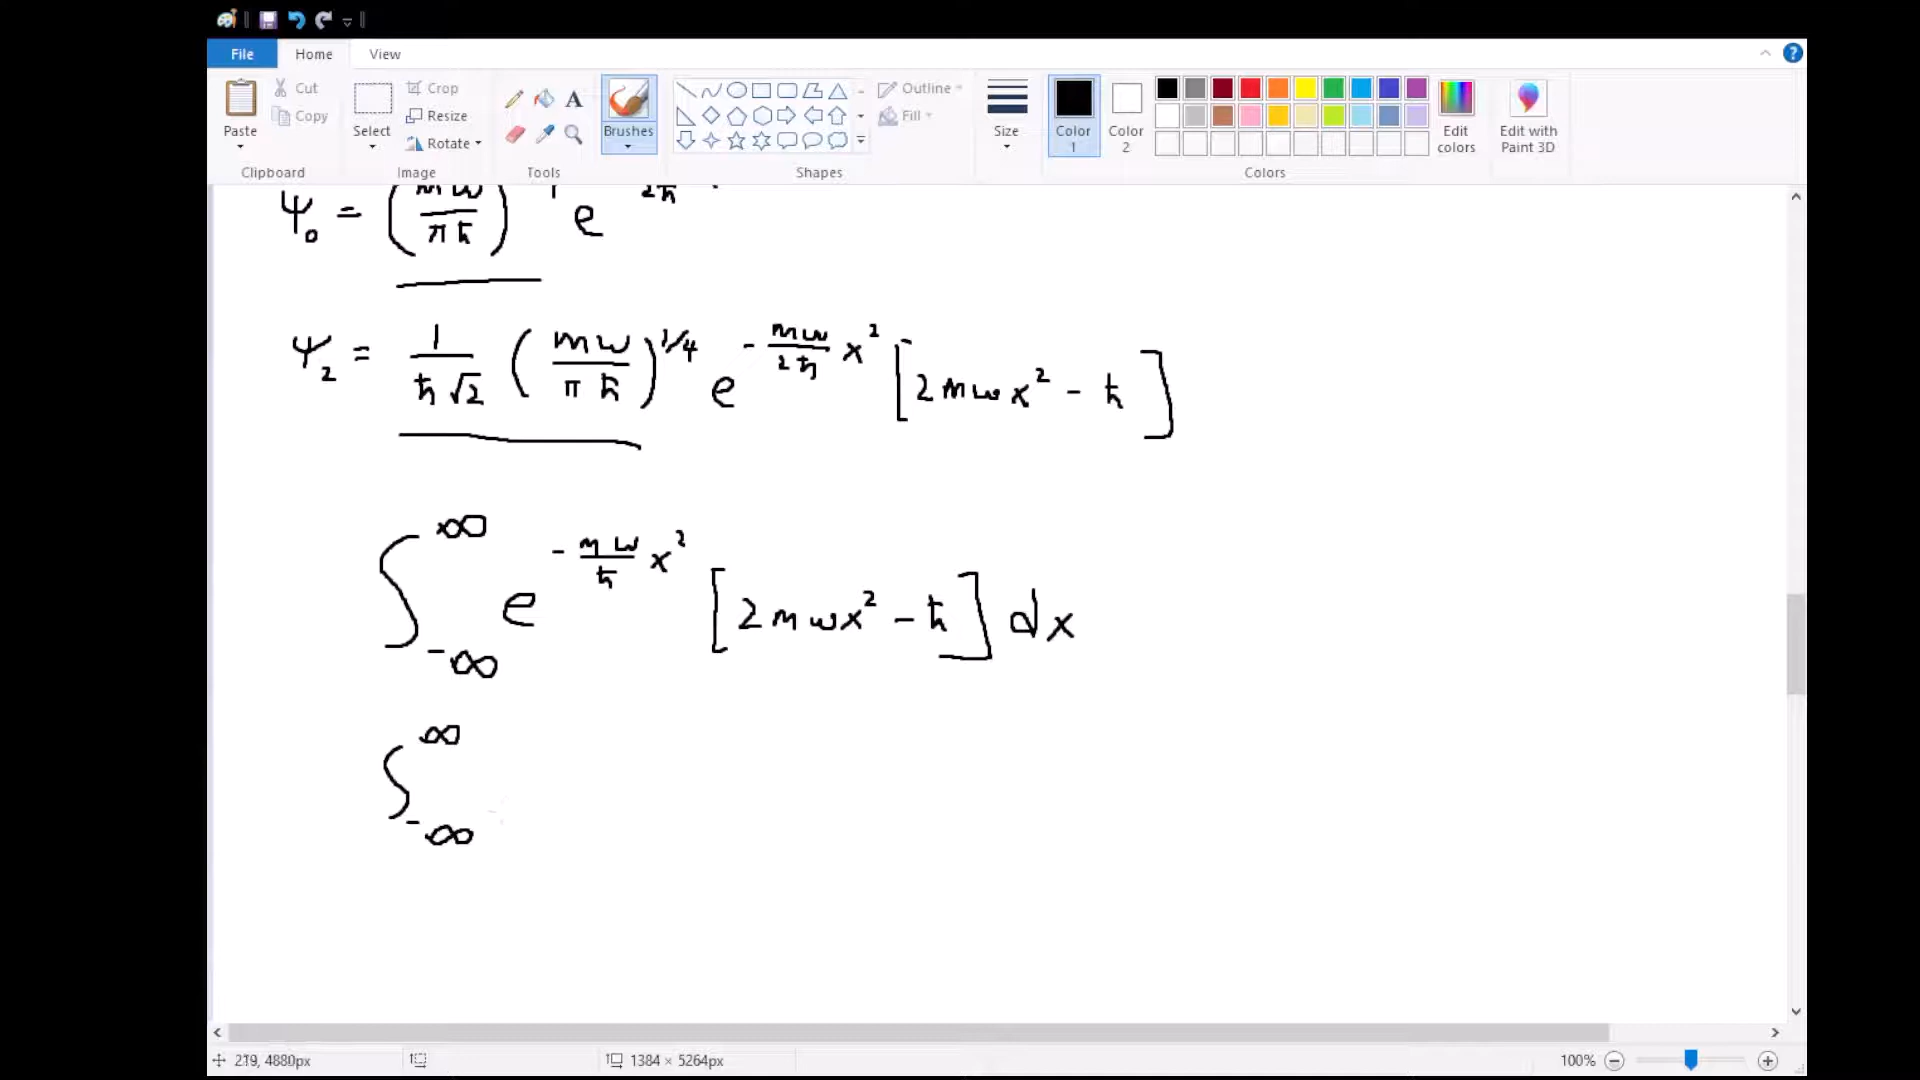 File Home View
Paste Cut Copy Select Crop Resize Rotate A Brushes Outline Fill Size Color 1 Color 2 Edit colors Edit with Paint 3D
Clipboard Image Tools Shapes Colors
ψ₀ = (mω/πħ) e 2ħ
ψ₂ = 1/(ħ√2) (mω/πħ)^1/4 e^(-mω/2ħ x²) [2mωx² - ħ]
∫_-∞^∞ e^(-mω/ħ x²) [2mωx² - ħ] dx
∫_-∞^∞
219, 4880px 1384 × 5264px 100%